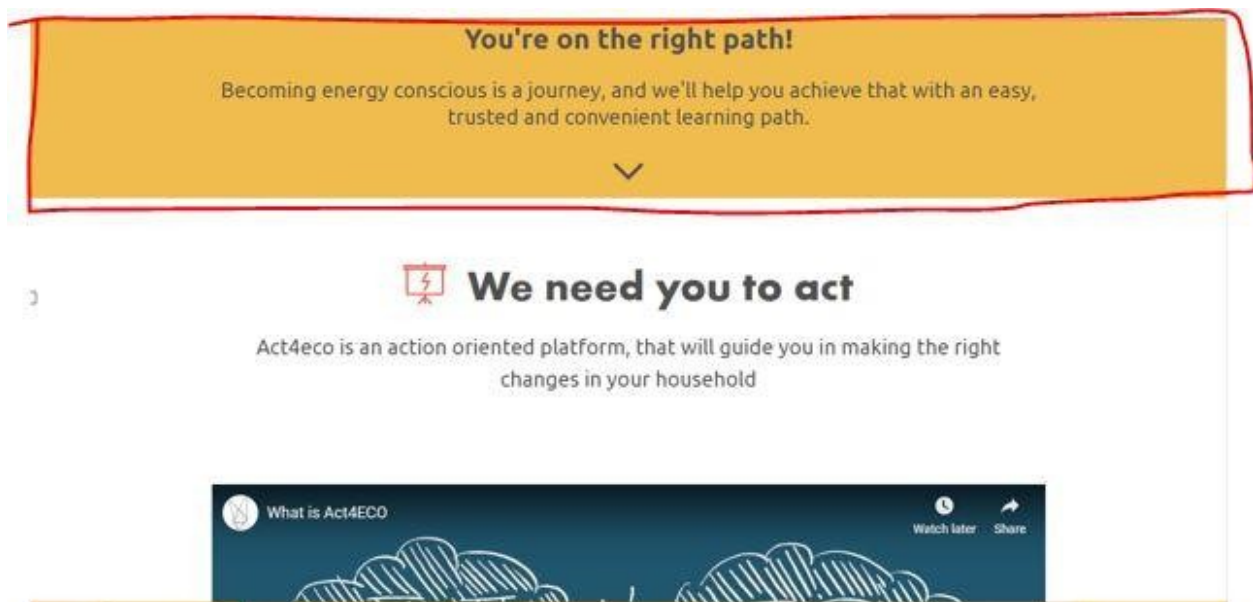 You're on the right path!
Becoming energy conscious is a journey, and we'll help you achieve that with an easy,
trusted and convenient learning path.
We need you to act
Act4eco is an action oriented platform, that will guide you in making the right
changes in your household
What is Act4ECO
Watch later
Share